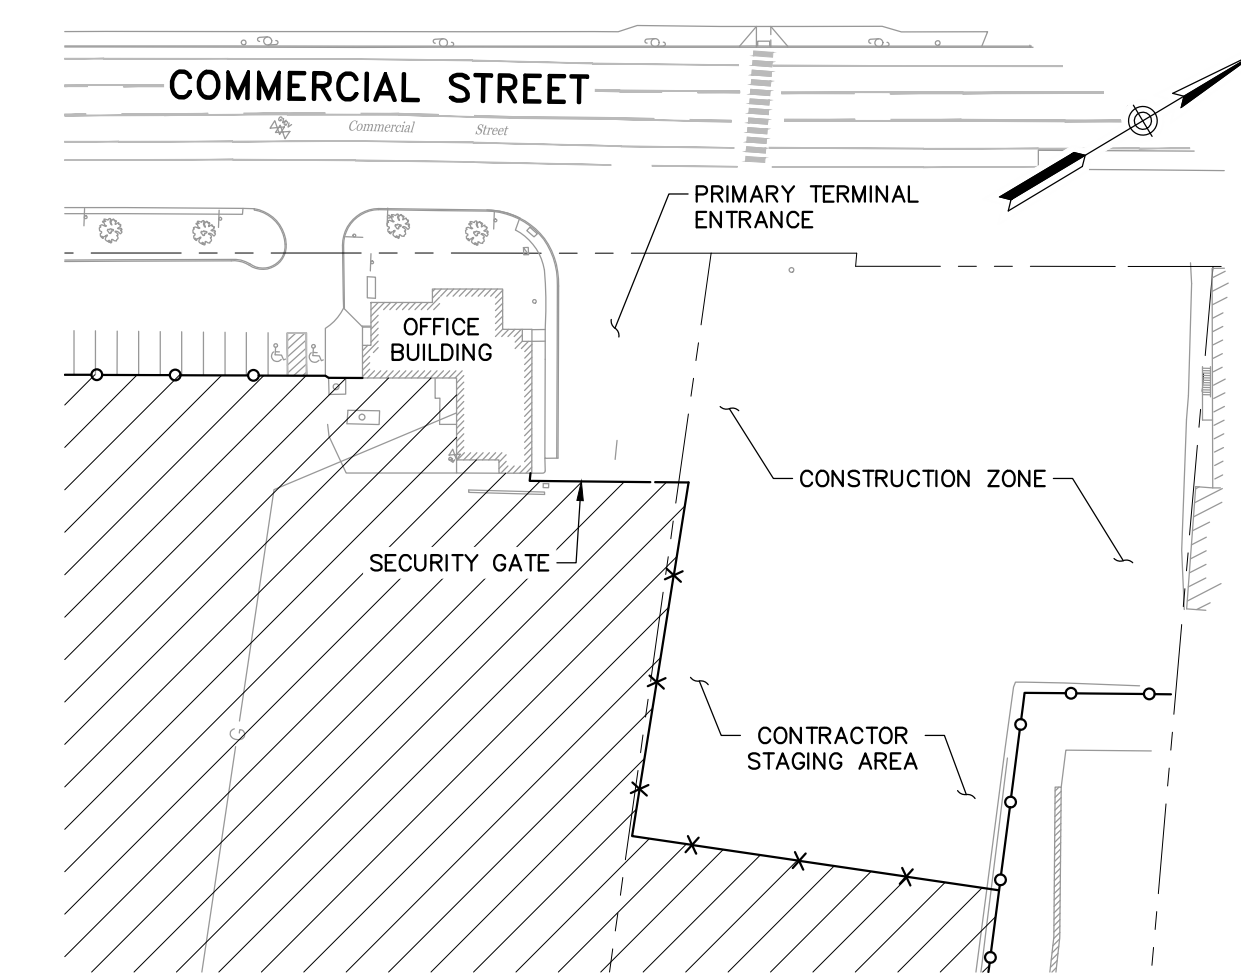 COMMERCIAL STREET
Commercial Street
PRIMARY TERMINAL
ENTRANCE
OFFICE
BUILDING
CONSTRUCTION ZONE
SECURITY GATE
G
CONTRACTOR
STAGING AREA